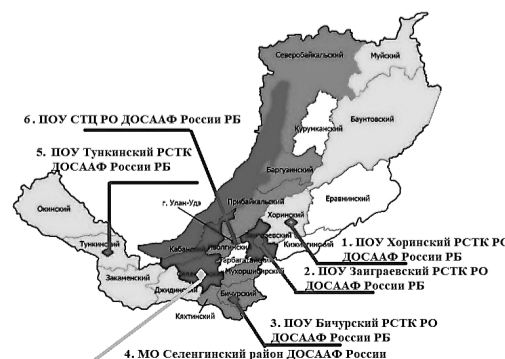 Северобайкальский
Муйский
6. ПОУ СТЦ РО ДОСААФ России РБ
Баунтовский
Курумканский
5. ПОУ Тункинский РСТК
ДОСААФ России РБ
Баргузинский
Еравнинский
Окинский
Прибайкальский
г. Улан-Удэ
Хоринский
Тункинский
Кижингинский
1. ПОУ Хоринский РСТК РО
ДОСААФ России РБ
Закаменский
Мухоршибирский
2. ПОУ Заиграевский РСТК РО
ДОСААФ России РБ
Джидинский
Бичурский
Кяхтинский
3. ПОУ Бичурский РСТК РО
ДОСААФ России РБ
4. МО Селенгинский район ДОСААФ России